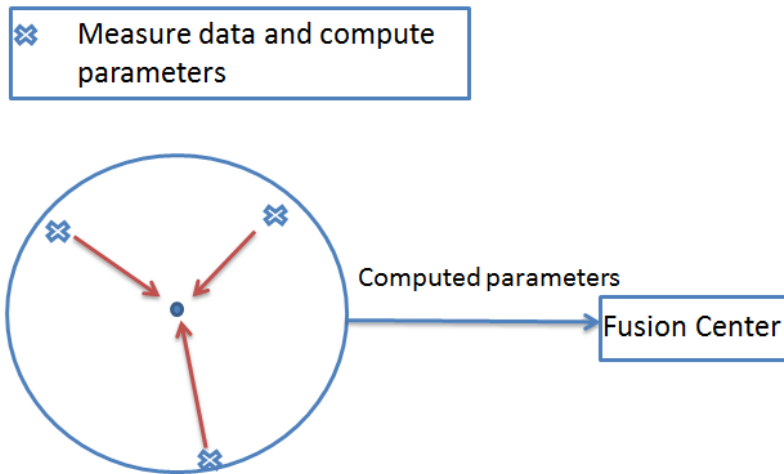 Measure data and compute
parameters
Computed parameters
Fusion Center